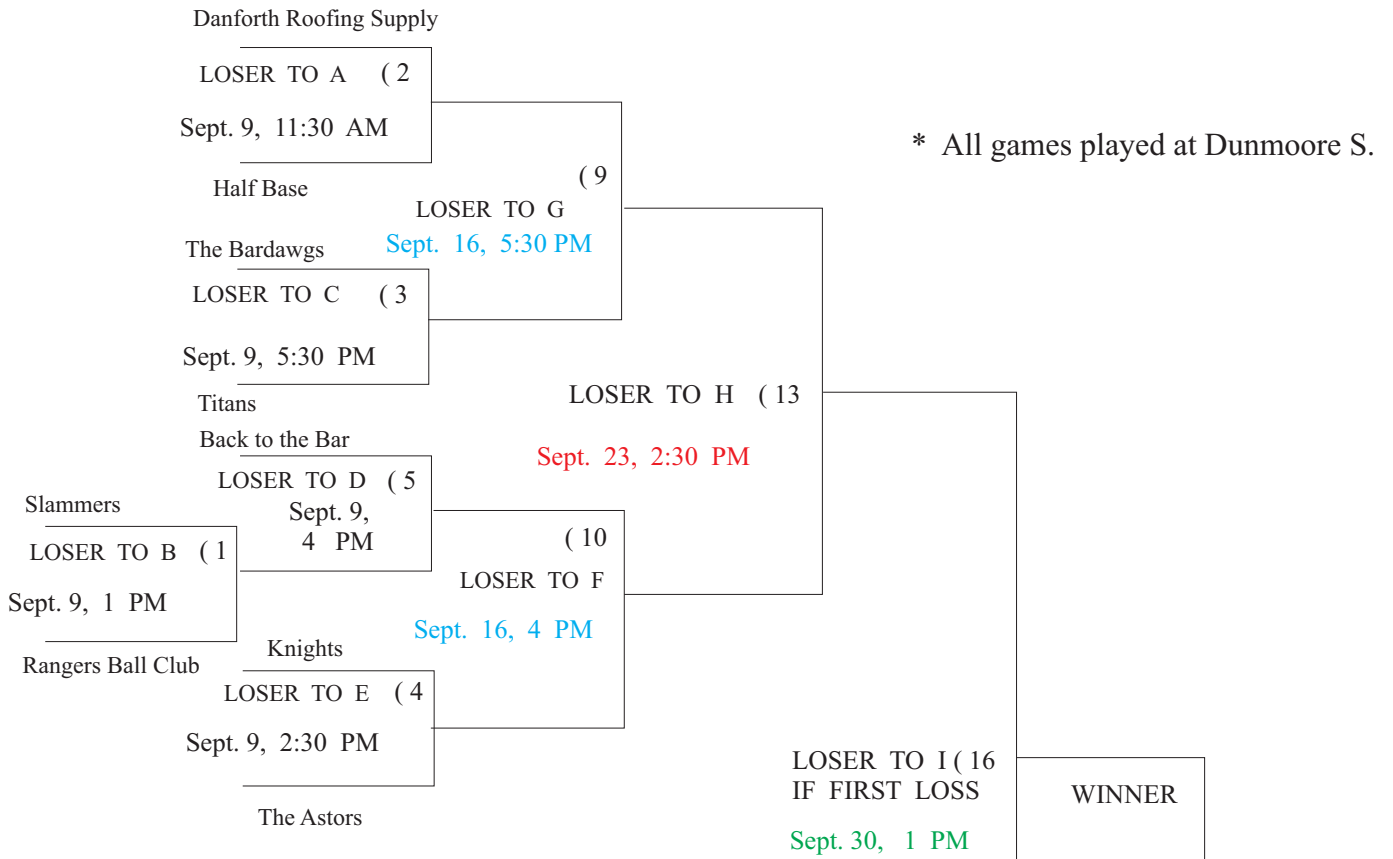 Danforth Roofing Supply
LOSER TO A ( 2
Sept. 9, 11:30 AM
Half Base
* All games played at Dunmoore S.
( 9
LOSER TO G
Sept. 16, 5:30 PM
The Bardawgs
LOSER TO C ( 3
Sept. 9, 5:30 PM
Titans
LOSER TO H ( 13
Sept. 23, 2:30 PM
Back to the Bar
LOSER TO D ( 5
Sept. 9,
4 PM
Slammers
LOSER TO B ( 1
Sept. 9, 1 PM
Rangers Ball Club
( 10
LOSER TO F
Sept. 16, 4 PM
Knights
LOSER TO E ( 4
Sept. 9, 2:30 PM
The Astors
LOSER TO I ( 16
IF FIRST LOSS
Sept. 30, 1 PM
WINNER